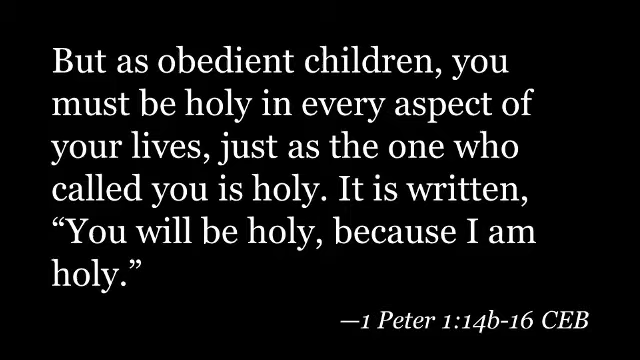 But as obedient children, you
must be holy in every aspect of
your lives, just as the one who
called you is holy. It is written,
“You will be holy, because I am
holy.”
—1 Peter 1:14b-16 CEB